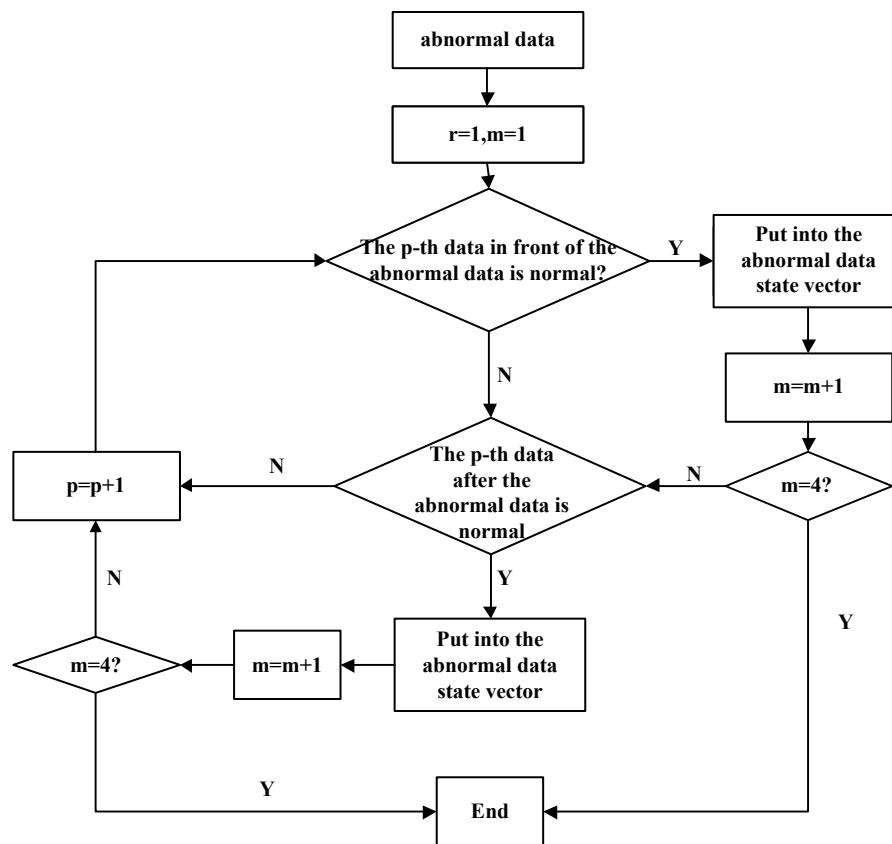 abnormal data
r=1,m=1
The p-th data in front of the
abnormal data is normal?
Y
Put into the
abnormal data
state vector
m=m+1
N
The p-th data
after the
abnormal data is
normal
N
m=4?
N
p=p+1
Y
N
Y
Put into the
abnormal data
state vector
m=m+1
m=4?
Y
End